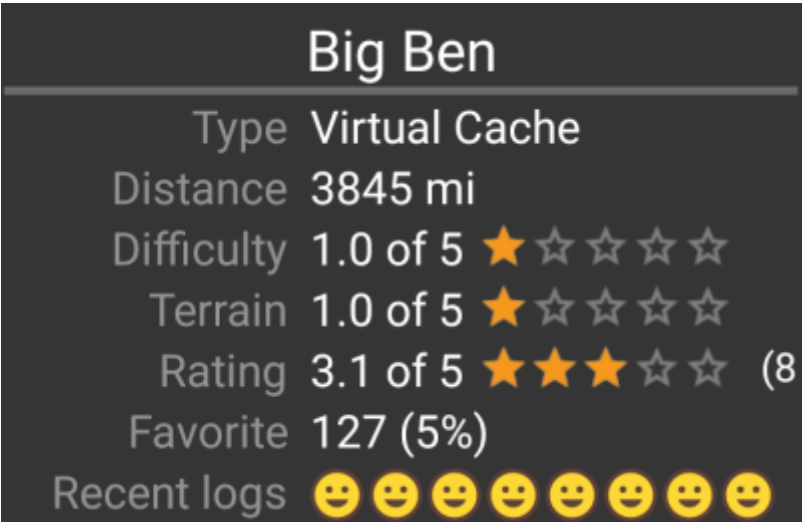 Big Ben
Type Virtual Cache
Distance 3845 mi
Difficulty 1.0 of 5
Terrain 1.0 of 5
Rating 3.1 of 5 (8
Favorite 127 (5%)
Recent logs